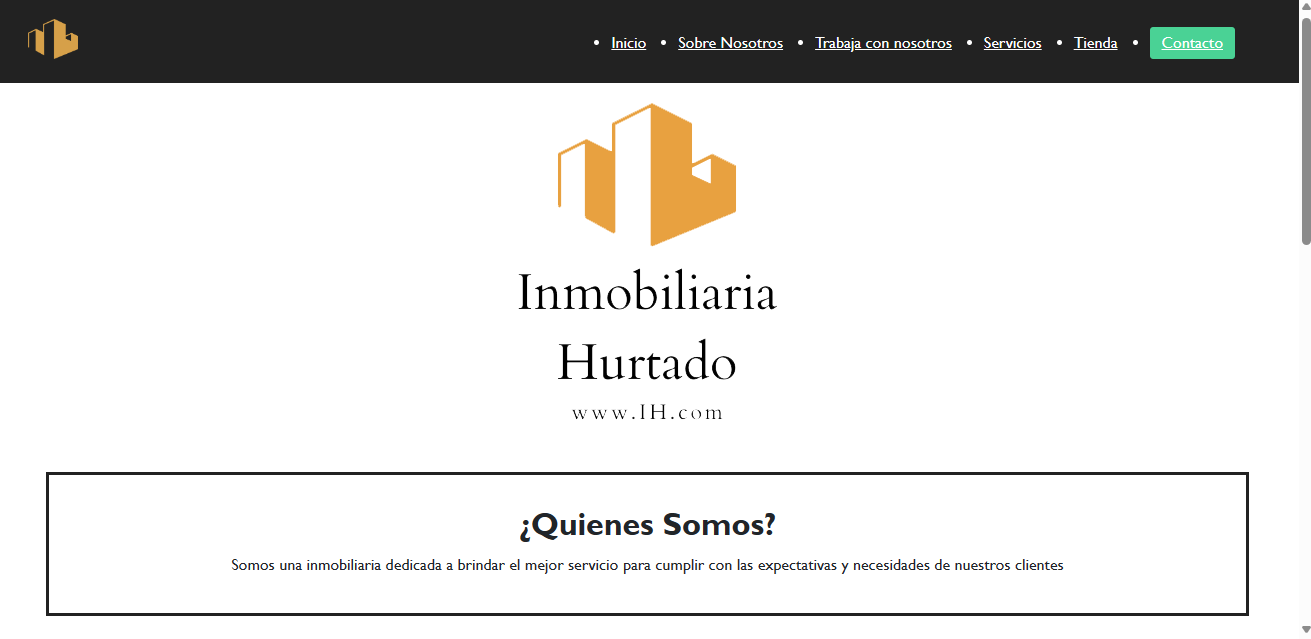 • Inicio • Sobre Nosotros • Trabaja con nosotros • Servicios • Tienda • Contacto
Inmobiliaria
Hurtado
www.IH.com
¿Quienes Somos?
Somos una inmobiliaria dedicada a brindar el mejor servicio para cumplir con las expectativas y necesidades de nuestros clientes